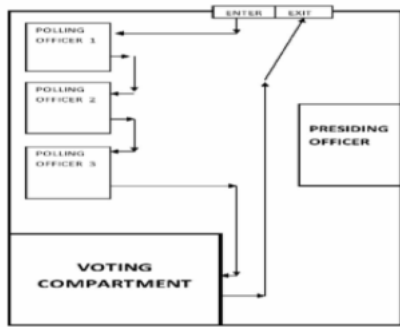 ENTER EXIT
POLLING
OFFICER 1
POLLING
OFFICER 2
POLLING
OFFICER 3
PRESIDING
OFFICER
VOTING
COMPARTMENT